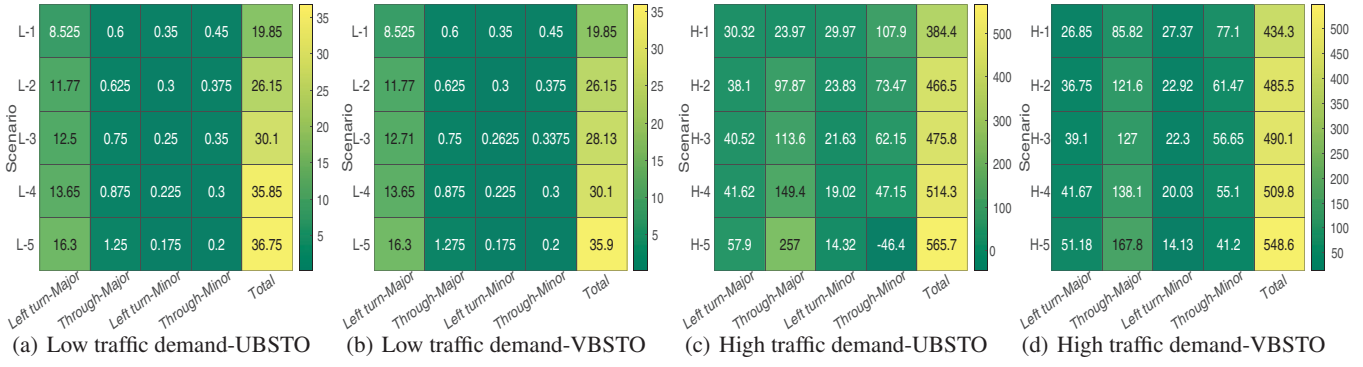 L-1 8.525 0.6 0.35 0.45 19.85
L-2 11.77 0.625 0.3 0.375 26.15
L-3 12.5 0.75 0.25 0.35 30.1
L-4 13.65 0.875 0.225 0.3 35.85
L-5 16.3 1.25 0.175 0.2 36.75
Scenario
Left turn-Major Through-Major Left turn-Minor Through-Minor Total
35
30
25
20
15
10
5
(a) Low traffic demand-UBSTO
L-1 8.525 0.6 0.35 0.45 19.85
L-2 11.77 0.625 0.3 0.375 26.15
L-3 12.71 0.75 0.2625 0.3375 28.13
L-4 13.65 0.875 0.225 0.3 30.1
L-5 16.3 1.275 0.175 0.2 35.9
Scenario
Left turn-Major Through-Major Left turn-Minor Through-Minor Total
35
30
25
20
15
10
5
(b) Low traffic demand-VBSTO
H-1 30.32 23.97 29.97 107.9 384.4
H-2 38.1 97.87 23.83 73.47 466.5
H-3 40.52 113.6 21.63 62.15 475.8
H-4 41.62 149.4 19.02 47.15 514.3
H-5 57.9 257 14.32 -46.4 565.7
Scenario
Left turn-Major Through-Major Left turn-Minor Through-Minor Total
500
400
300
200
100
0
(c) High traffic demand-UBSTO
H-1 26.85 85.82 27.37 77.1 434.3
H-2 36.75 121.6 22.92 61.47 485.5
H-3 39.1 127 22.3 56.65 490.1
H-4 41.67 138.1 20.03 55.1 509.8
H-5 51.18 167.8 14.13 41.2 548.6
Scenario
Left turn-Major Through-Major Left turn-Minor Through-Minor Total
500
450
400
350
300
250
200
150
100
50
(d) High traffic demand-VBSTO